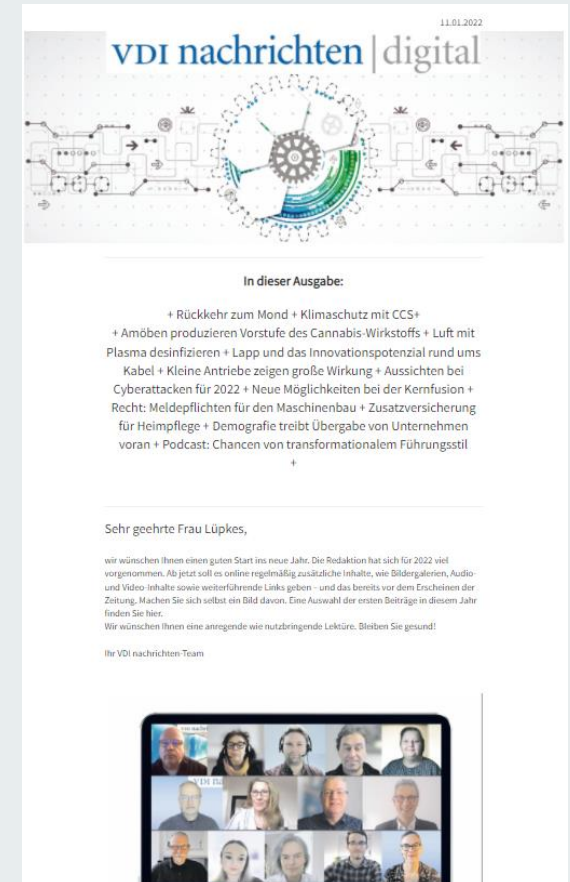 11.01.2022
VDI nachrichten | digital
In dieser Ausgabe:
+ Rückkehr zum Mond + Klimaschutz mit CCS+
+ Amöben produzieren Vorstufe des Cannabis-Wirkstoffs + Luft mit
Plasma desinfizieren + Lapp und das Innovationspotenzial rund ums
Kabel + Kleine Antriebe zeigen große Wirkung + Aussichten bei
Cyberattacken für 2022 + Neue Möglichkeiten bei der Kernfusion +
Recht: Meldepflichten für den Maschinenbau + Zusatzversicherung
für Heimpflege + Demografie treibt Übergabe von Unternehmen
voran + Podcast: Chancen von transformationalem Führungsstil
+
Sehr geehrte Frau Lüpkes,
wir wünschen Ihnen einen guten Start ins neue Jahr. Die Redaktion hat sich für 2022 viel
vorgenommen. Ab jetzt soll es online regelmäßig zusätzliche Inhalte, wie Bildergalerien, Audio-
und Video-Inhalte sowie weiterführende Links geben – und das bereits vor dem Erscheinen der
Zeitung. Machen Sie sich selbst ein Bild davon. Eine Auswahl der ersten Beiträge in diesem Jahr
finden Sie hier.
Wir wünschen Ihnen eine anregende wie nutzbringende Lektüre. Bleiben Sie gesund!
Ihr VDI nachrichten-Team